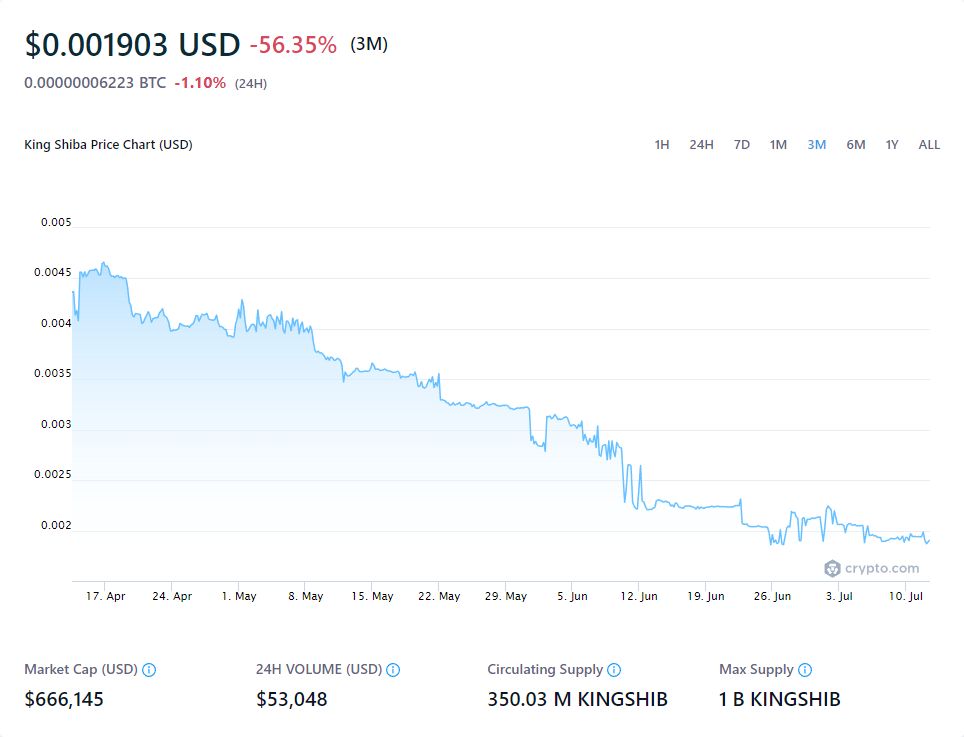 $0.001903 USD -56.35% (3M)
0.00000006223 BTC -1.10% (24H)
King Shiba Price Chart (USD) 1H 24H 7D 1M 3M 6M 1Y ALL
0.005
0.0045
0.004
0.0035
0.003
0.0025
0.002
crypto.com
17. Apr 24. Apr 1. May 8. May 15. May 22. May 29. May 5. Jun 12. Jun 19. Jun 26. Jun 3. Jul 10. Jul
Market Cap (USD) 24H VOLUME (USD) Circulating Supply Max Supply
$666,145 $53,048 350.03 M KINGSHIB 1 B KINGSHIB